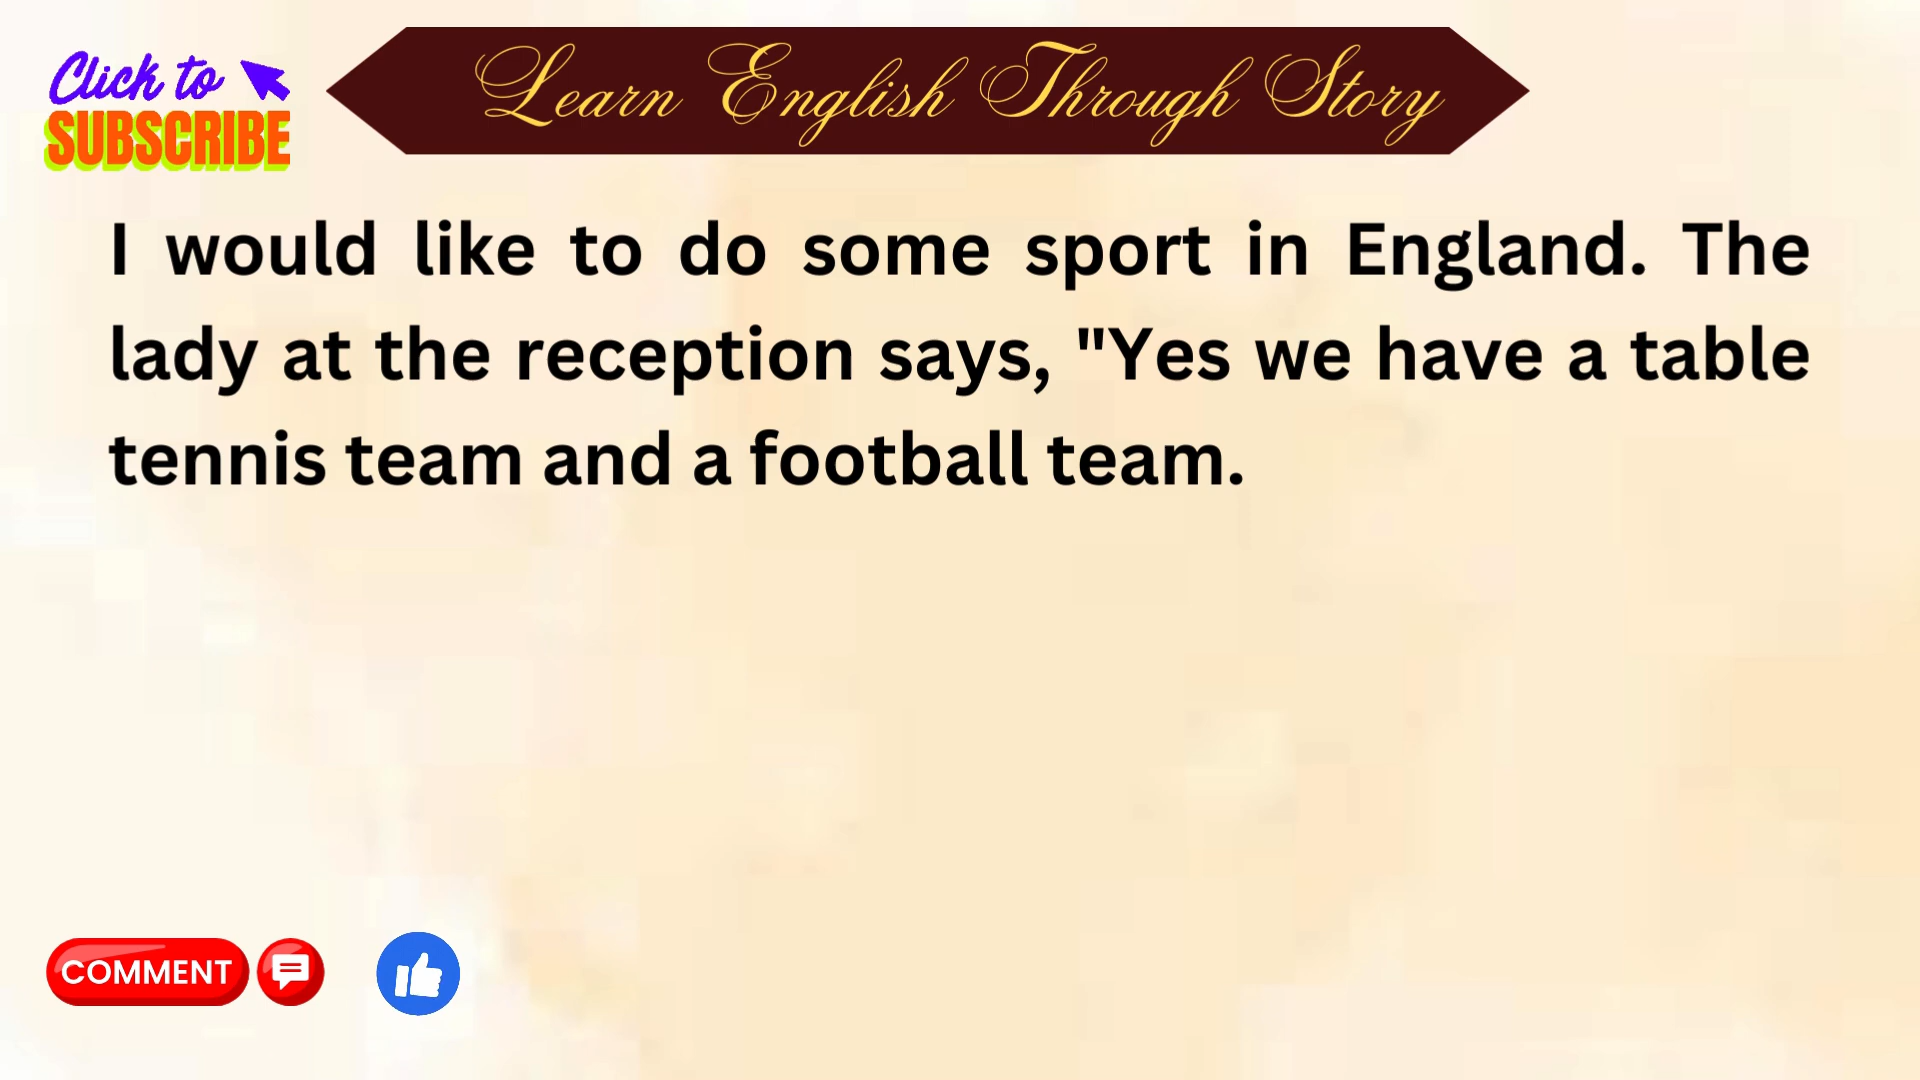 Click to
SUBSCRIBE
Learn English Through Story
I would like to do some sport in England. The
lady at the reception says, "Yes we have a table
tennis team and a football team.
COMMENT